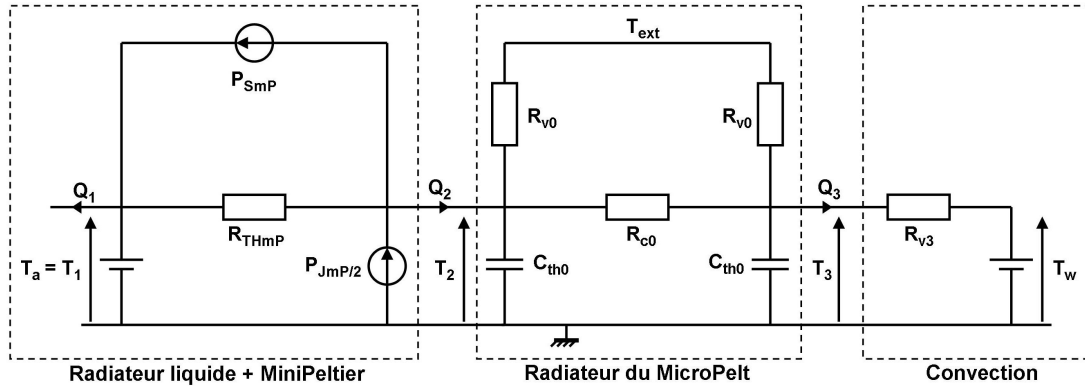 T_ext
P_SmP
R_v0
R_v0
Q_1
Q_2
Q_3
R_THmP
R_c0
R_v3
T_a = T_1
P_JmP/2
T_2
C_th0
C_th0
T_3
T_w
Radiateur liquide + MiniPeltier
Radiateur du MicroPelt
Convection